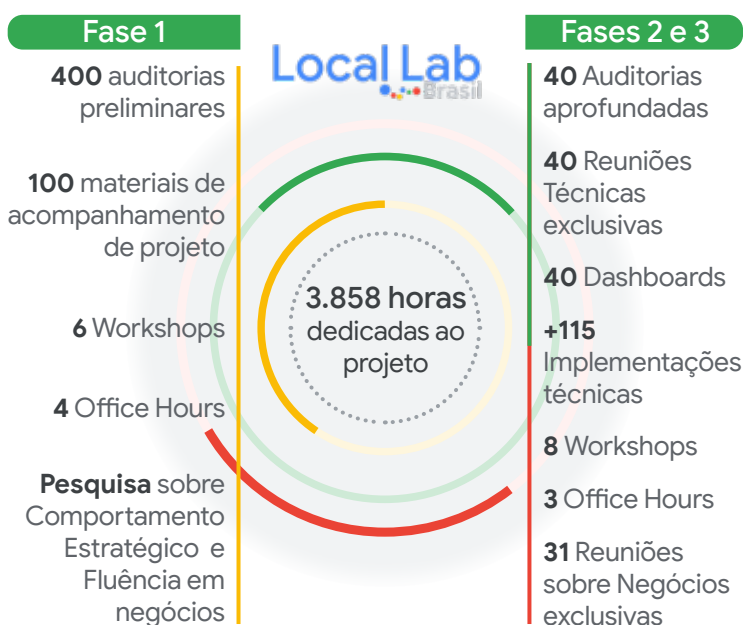 Fase 1
Local Lab
Brasil
Fases 2 e 3
400 auditorias
preliminares
100 materiais de
acompanhamento
de projeto
6 Workshops
4 Office Hours
Pesquisa sobre
Comportamento
Estratégico e
Fluência em
negócios
3.858 horas
dedicadas ao
projeto
40 Auditorias
aprofundadas
40 Reuniões
Técnicas
exclusivas
40 Dashboards
+115
Implementações
técnicas
8 Workshops
3 Office Hours
31 Reuniões
sobre Negócios
exclusivas